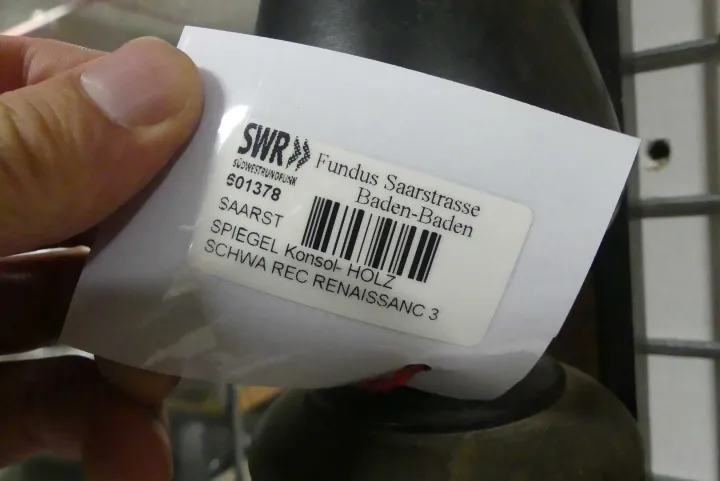 SWR
SÜDWESTRUNDFUNK
Fundus Saarstrasse
Baden-Baden
601378
SAARST
SPIEGEL Konsol- HOLZ
SCHWA REC RENAISSANC 3